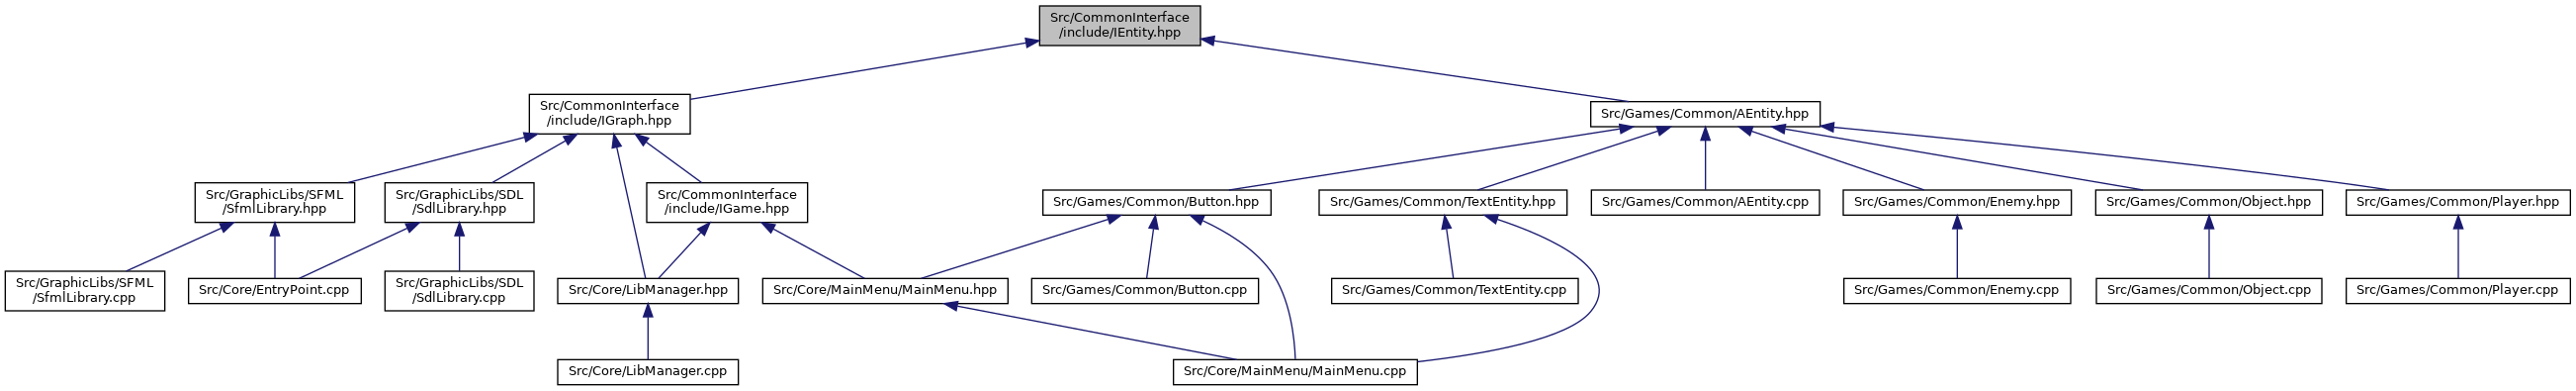 Src/CommonInterface
/include/IEntity.hpp
Src/CommonInterface
/include/IGraph.hpp
Src/Games/Common/AEntity.hpp
Src/GraphicLibs/SFML
/SfmlLibrary.hpp
Src/GraphicLibs/SDL
/SdlLibrary.hpp
Src/CommonInterface
/include/IGame.hpp
Src/Games/Common/Button.hpp
Src/Games/Common/TextEntity.hpp
Src/Games/Common/AEntity.cpp
Src/Games/Common/Enemy.hpp
Src/Games/Common/Object.hpp
Src/Games/Common/Player.hpp
Src/GraphicLibs/SFML
/SfmlLibrary.cpp
Src/Core/EntryPoint.cpp
Src/GraphicLibs/SDL
/SdlLibrary.cpp
Src/Core/LibManager.hpp
Src/Core/MainMenu/MainMenu.hpp
Src/Games/Common/Button.cpp
Src/Games/Common/TextEntity.cpp
Src/Games/Common/Enemy.cpp
Src/Games/Common/Object.cpp
Src/Games/Common/Player.cpp
Src/Core/LibManager.cpp
Src/Core/MainMenu/MainMenu.cpp